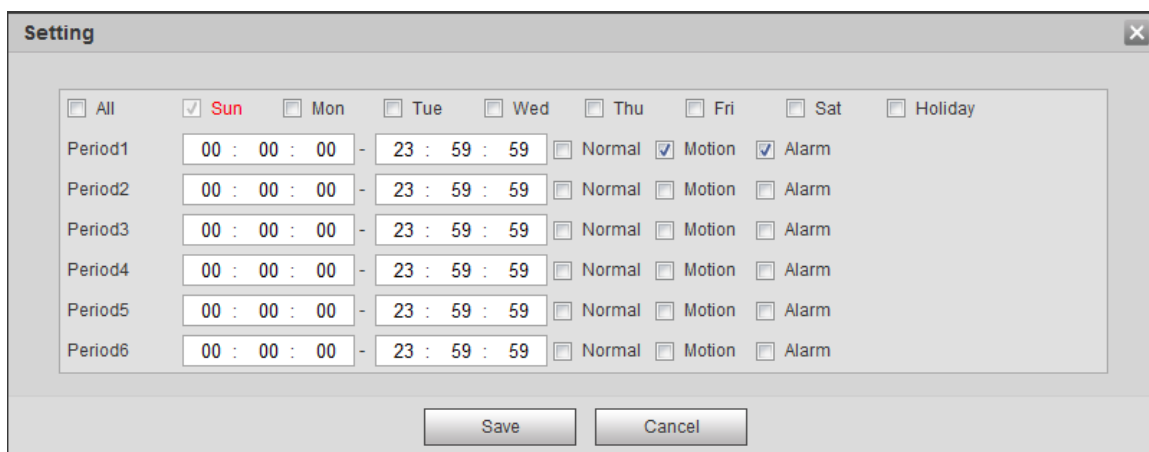 Setting
All Sun Mon Tue Wed Thu Fri Sat Holiday
Period1 00 : 00 : 00 - 23 : 59 : 59 Normal Motion Alarm
Period2 00 : 00 : 00 - 23 : 59 : 59 Normal Motion Alarm
Period3 00 : 00 : 00 - 23 : 59 : 59 Normal Motion Alarm
Period4 00 : 00 : 00 - 23 : 59 : 59 Normal Motion Alarm
Period5 00 : 00 : 00 - 23 : 59 : 59 Normal Motion Alarm
Period6 00 : 00 : 00 - 23 : 59 : 59 Normal Motion Alarm
Save Cancel